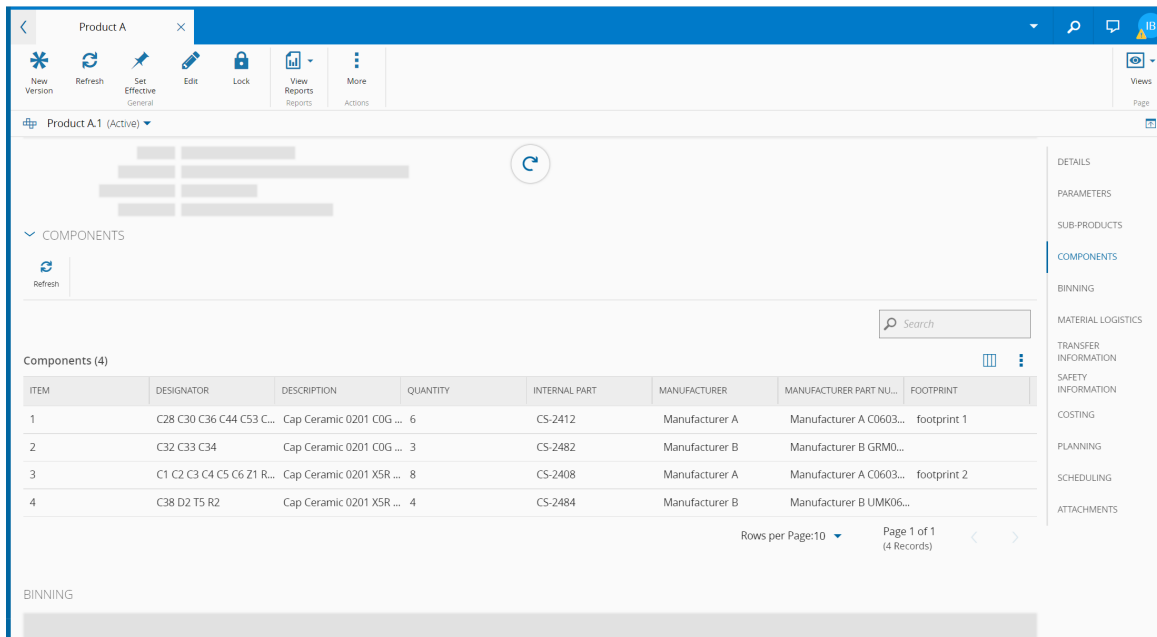 Product A
IB
New Version
Refresh
Set Effective
Edit
Lock
View Reports
More
Views
General
Reports
Actions
Page
Product A.1 (Active)
DETAILS
PARAMETERS
SUB-PRODUCTS
COMPONENTS
BINNING
MATERIAL LOGISTICS
TRANSFER INFORMATION
SAFETY INFORMATION
COSTING
PLANNING
SCHEDULING
ATTACHMENTS
COMPONENTS
Refresh
Search
Components (4)
ITEM DESIGNATOR DESCRIPTION QUANTITY INTERNAL PART MANUFACTURER MANUFACTURER PART NU... FOOTPRINT
1 C28 C30 C36 C44 C53 C... Cap Ceramic 0201 C0G ... 6 CS-2412 Manufacturer A Manufacturer A C0603... footprint 1
2 C32 C33 C34 Cap Ceramic 0201 C0G ... 3 CS-2482 Manufacturer B Manufacturer B GRM0...
3 C1 C2 C3 C4 C5 C6 Z1 R... Cap Ceramic 0201 X5R ... 8 CS-2408 Manufacturer A Manufacturer A C0603... footprint 2
4 C38 D2 T5 R2 Cap Ceramic 0201 X5R ... 4 CS-2484 Manufacturer B Manufacturer B UMK06...
Rows per Page:10
Page 1 of 1
(4 Records)
BINNING